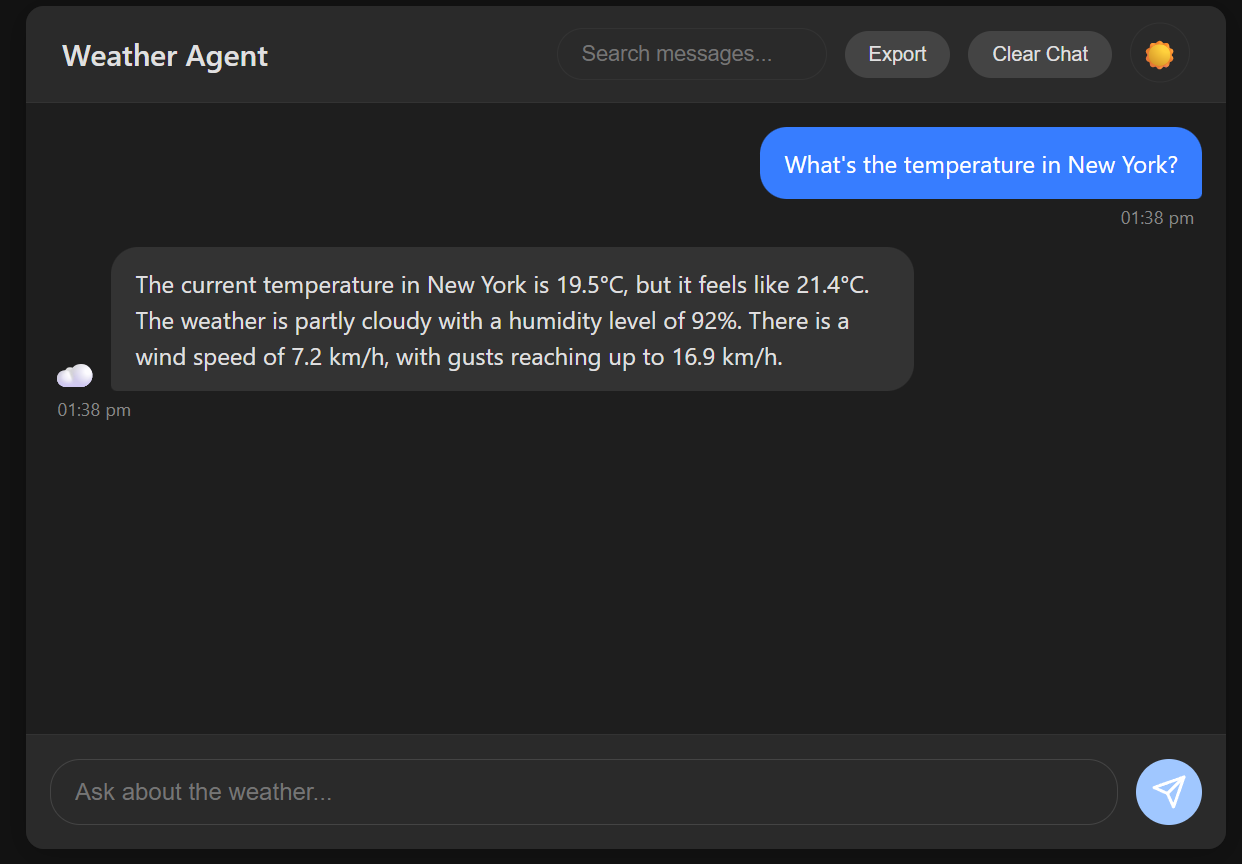 Weather Agent
Search messages...
Export
Clear Chat
What's the temperature in New York?
01:38 pm
The current temperature in New York is 19.5°C, but it feels like 21.4°C.
The weather is partly cloudy with a humidity level of 92%. There is a
wind speed of 7.2 km/h, with gusts reaching up to 16.9 km/h.
01:38 pm
Ask about the weather...